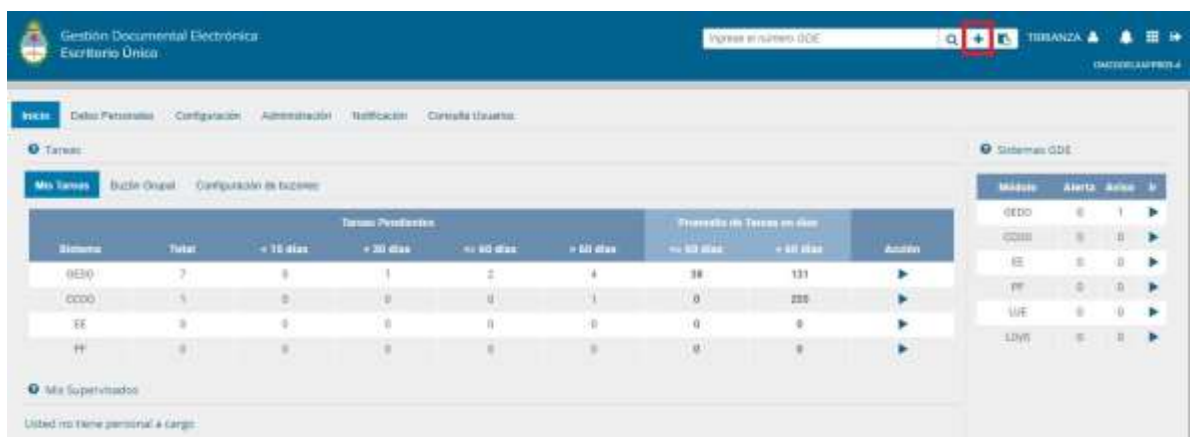 Gestión Documental Electrónica
Escritorio Único
Ingrese el número GDE
TBRIANZA
Inicio Datos Personales Configuración Administración Notificación Consulta Usuarios
Tareas
Sistemas GDE
Mis Tareas Buzón Grupal Configuración de buzones
Módulo Alerta Aviso Ir
Tareas Pendientes Promedio de Tareas en días
Sistema Total < 15 días < 30 días <= 60 días > 60 días <= 60 días > 60 días Acción
GEDO 7 0 1 2 4 38 131
CCOO 1 0 0 0 1 0 255
EE 0 0 0 0 0 0 0
PF 0 0 0 0 0 0 0
GEDO 0 1
CCOO 0 0
EE 0 0
PF 0 0
LUE 0 0
LOyS 0 0
Mis Supervisados
Usted no tiene personal a cargo